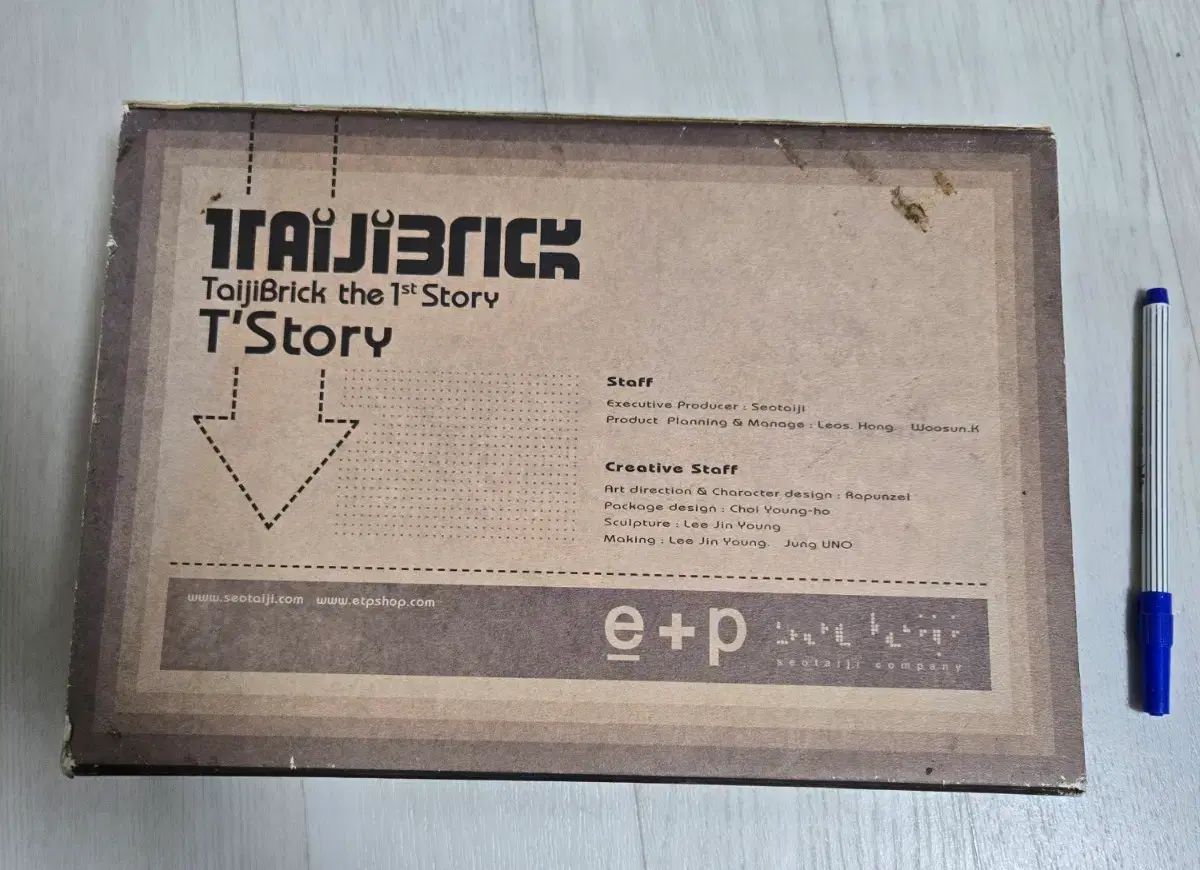 TAiJiBRICK
TaijiBrick the 1st Story
T'Story
Staff
Executive Producer : Seotaiji
Product Planning & Manage : Leos. Hong. Woosun.K
Creative Staff
Art direction & Character design : Rapunzel
Package design : Choi Young-ho
Sculpture : Lee Jin Young
Making : Lee Jin Young. Jung UNO
www.seotaiji.com www.etpshop.com
e+p
seotaiji company